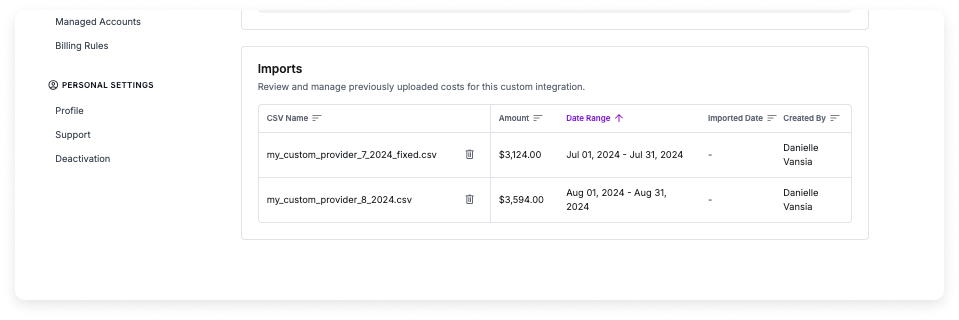 Managed Accounts
Billing Rules
PERSONAL SETTINGS
Profile
Support
Deactivation
Imports
Review and manage previously uploaded costs for this custom integration.
CSV Name Amount Date Range Imported Date Created By
my_custom_provider_7_2024_fixed.csv $3,124.00 Jul 01, 2024 - Jul 31, 2024 - Danielle
Vansia
my_custom_provider_8_2024.csv $3,594.00 Aug 01, 2024 - Aug 31, - Danielle
2024 Vansia